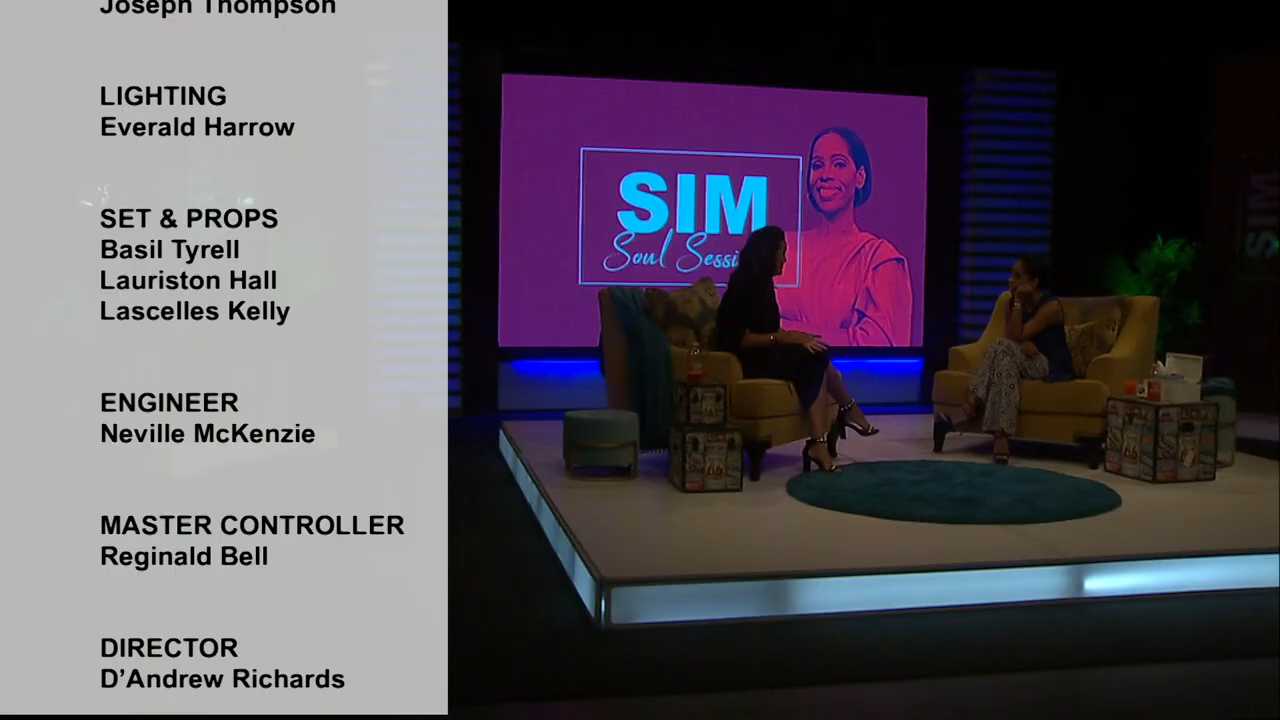 Joseph Thompson
LIGHTING
Everald Harrow
SET & PROPS
Basil Tyrell
Lauriston Hall
Lascelles Kelly
ENGINEER
Neville McKenzie
MASTER CONTROLLER
Reginald Bell
DIRECTOR
D’Andrew Richards
SIM
Soul
SIM